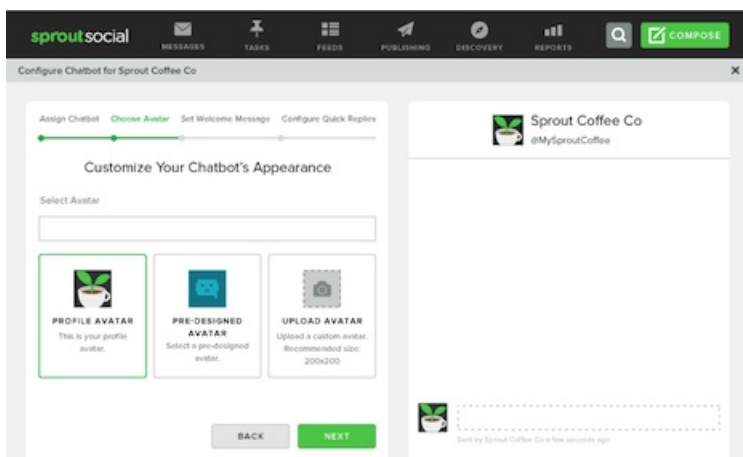 sproutsocial
MESSAGES
TASKS
FEEDS
PUBLISHING
DISCOVERY
REPORTS
COMPOSE
Configure Chatbot for Sprout Coffee Co
Assign Chatbot Choose Avatar Set Welcome Message Configure Quick Replies
Customize Your Chatbot's Appearance
Select Avatar
PROFILE AVATAR
This is your profile
avatar.
PRE-DESIGNED
AVATAR
Select a pre-designed
avatar.
UPLOAD AVATAR
Upload a custom avatar.
Recommended size:
200x200
BACK
NEXT
Sprout Coffee Co
@MySproutCoffee
Sent by Sprout Coffee Co a few seconds ago